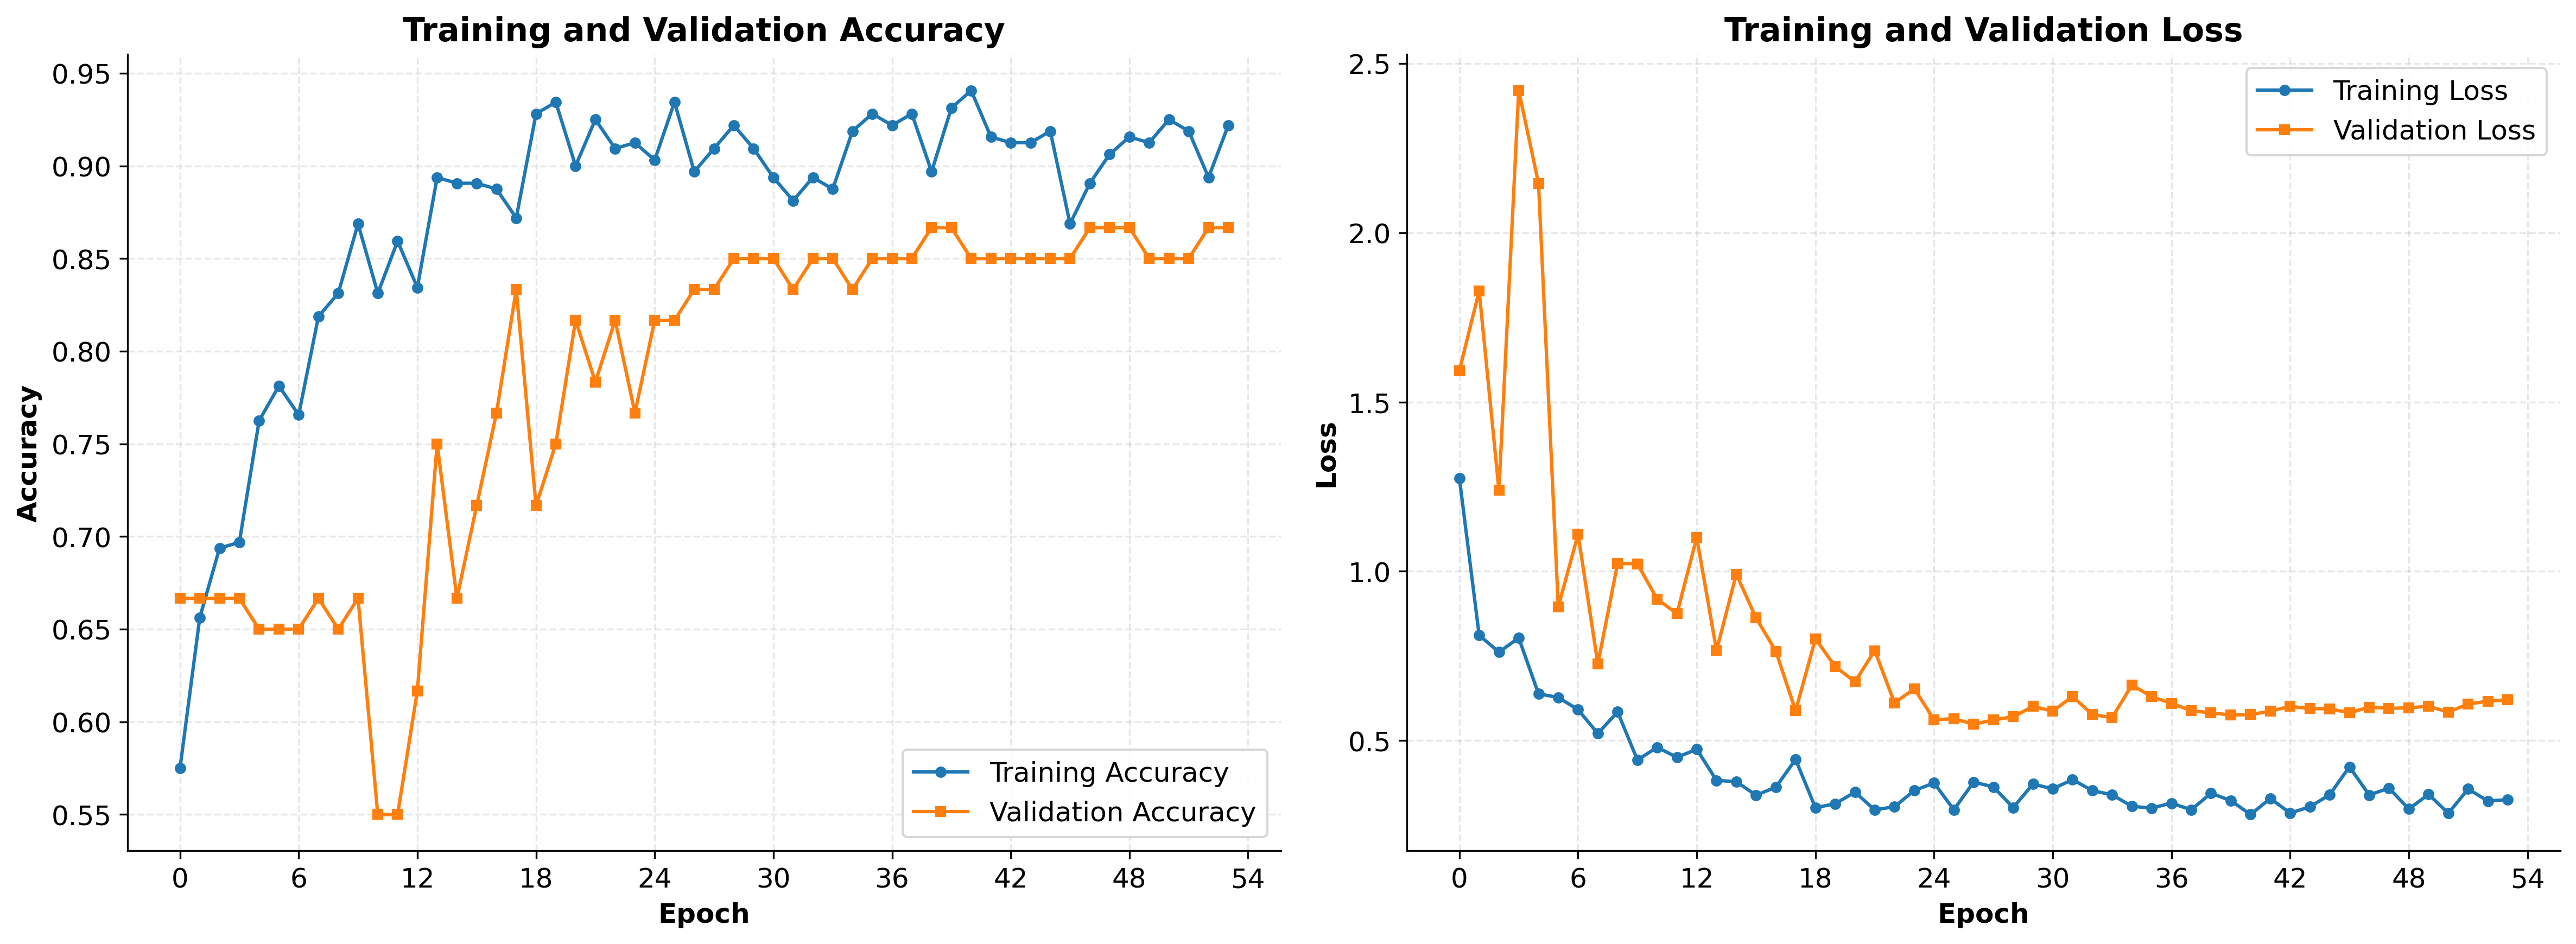 Training and Validation Accuracy
Accuracy
0.95
0.90
0.85
0.80
0.75
0.70
0.65
0.60
0.55
Training Accuracy
Validation Accuracy
0 6 12 18 24 30 36 42 48 54
Epoch
Training and Validation Loss
Loss
2.5
2.0
1.5
1.0
0.5
Training Loss
Validation Loss
0 6 12 18 24 30 36 42 48 54
Epoch